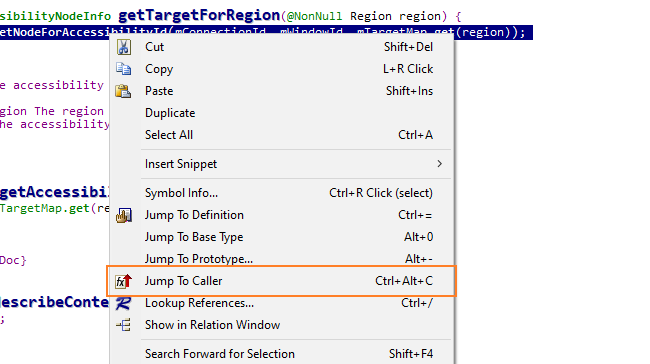 sibilityNodeInfo getTargetForRegion(@NonNull Region region) {
etNodeForAccessibilityId(mConnectionId, mWindowId, mTargetMap.get(region));
Cut Shift+Del
Copy L+R Click
e accessibility
Paste Shift+Ins
gion The region
Duplicate
he accessibility
Select All Ctrl+A
Insert Snippet
getAccessibil
Symbol Info... Ctrl+R Click (select)
TargetMap.get(re
Jump To Definition Ctrl+=
Jump To Base Type Alt+0
Doc}
Jump To Prototype... Alt+-
Jump To Caller Ctrl+Alt+C
describeConte
Lookup References... Ctrl+/
;
Show in Relation Window
Search Forward for Selection Shift+F4